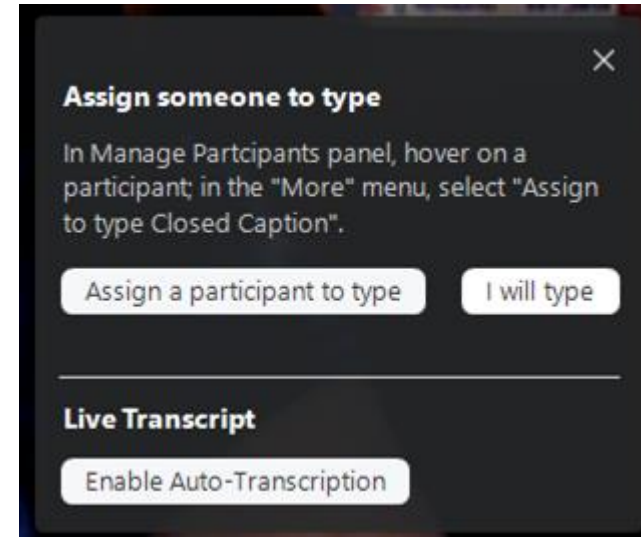 Assign someone to type
In Manage Partcipants panel, hover on a
participant; in the "More" menu, select "Assign
to type Closed Caption".
Assign a participant to type
I will type
Live Transcript
Enable Auto-Transcription